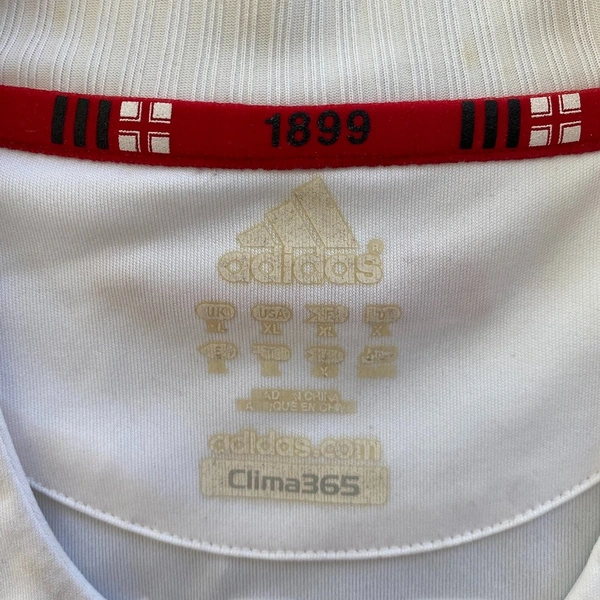 1899
adidas
UK USA
L XL XL
MADE IN CHINA
FABRIQUE EN CHINE
adidas.com
Clima365